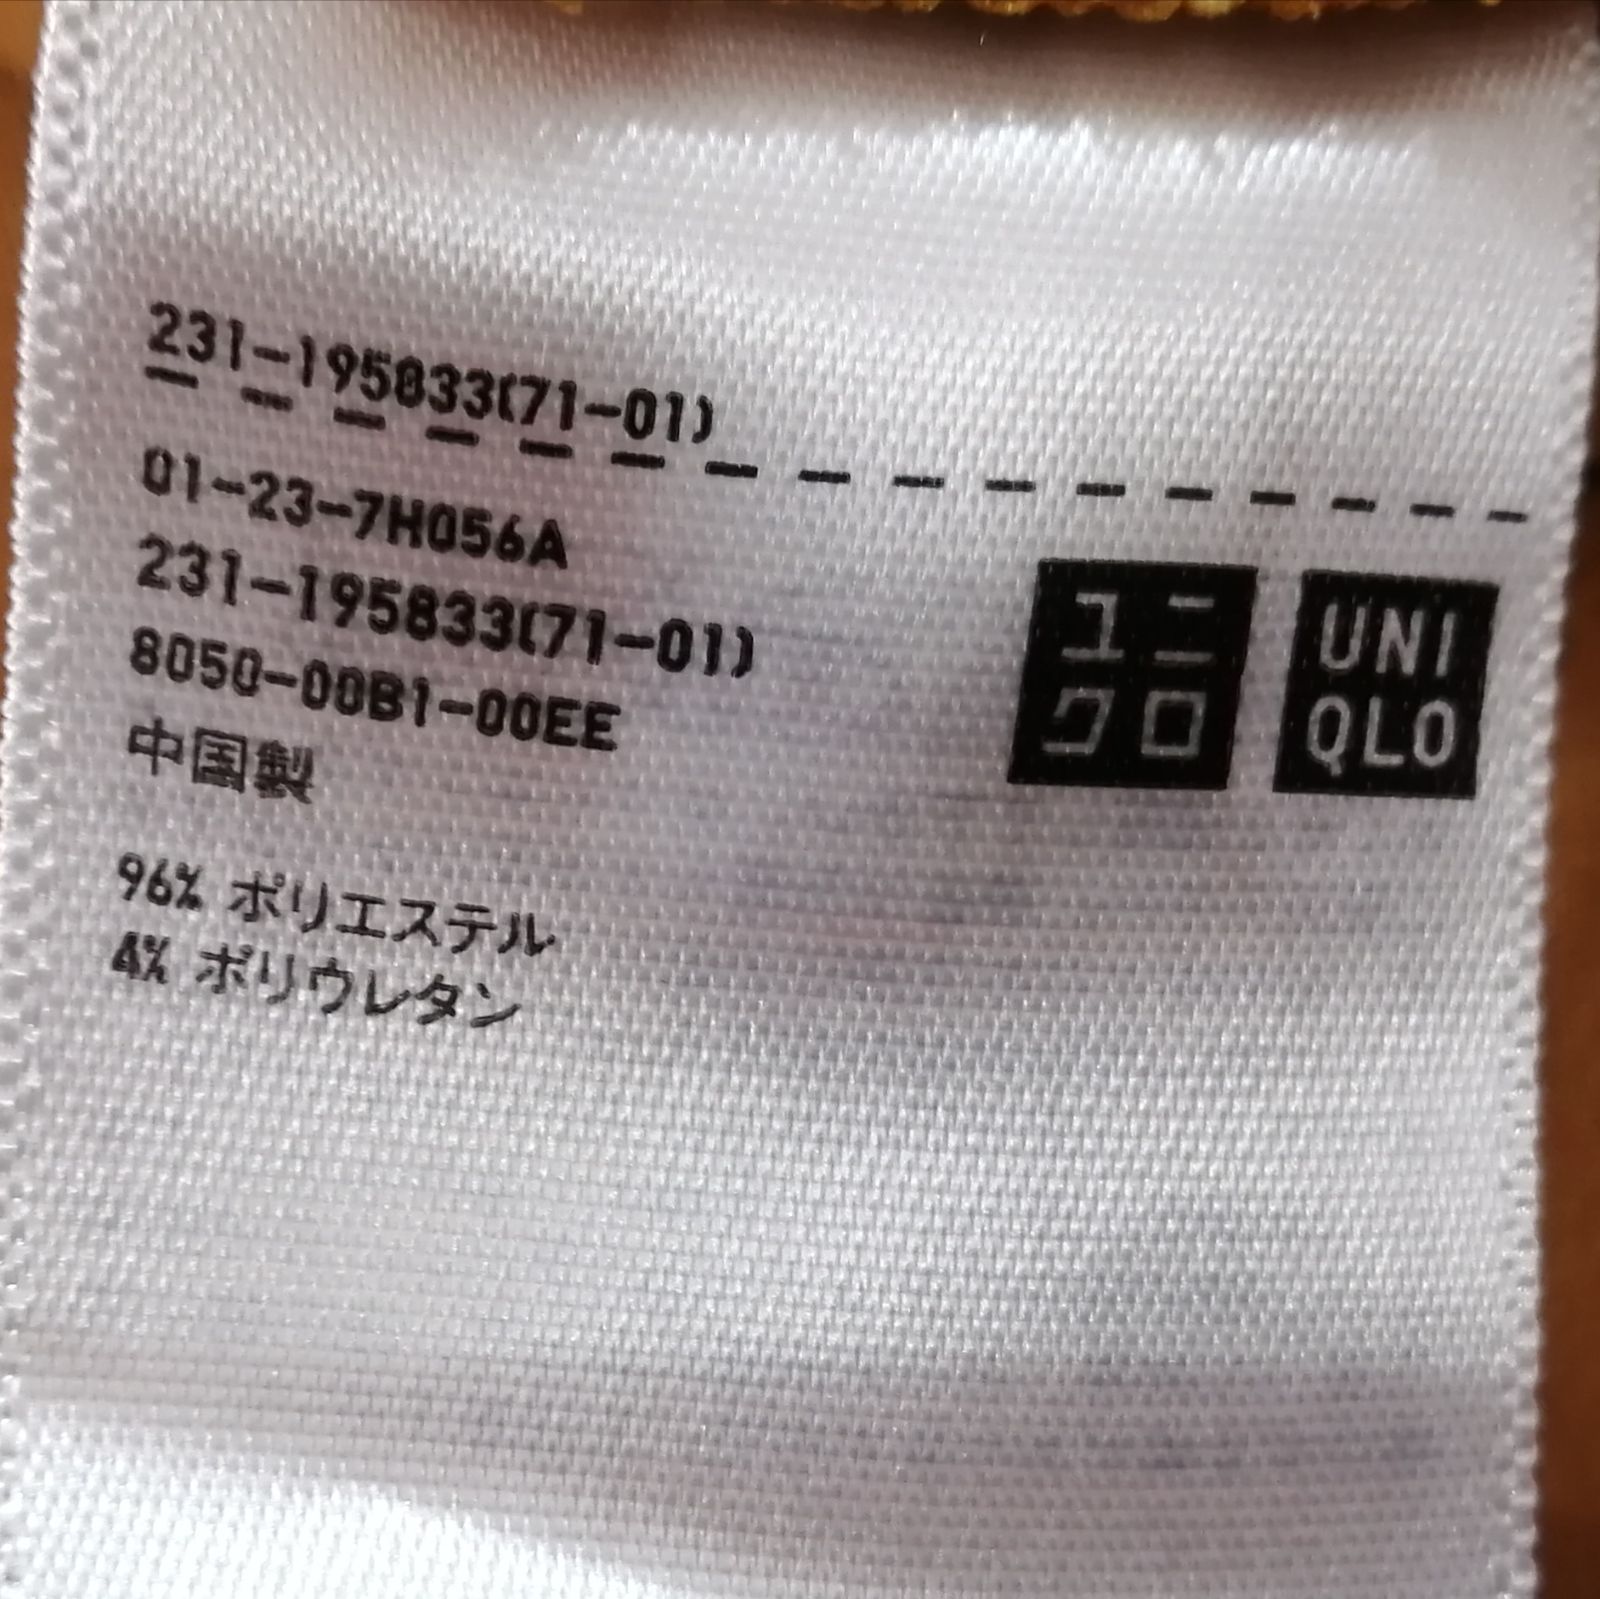 231-195833(71-01)
01-23-7H056A
231-195833(71-01)
8050-00B1-00EE
中国製
96% ポリエステル
4% ポリウレタン
ユニ
クロ
UNI
QLO